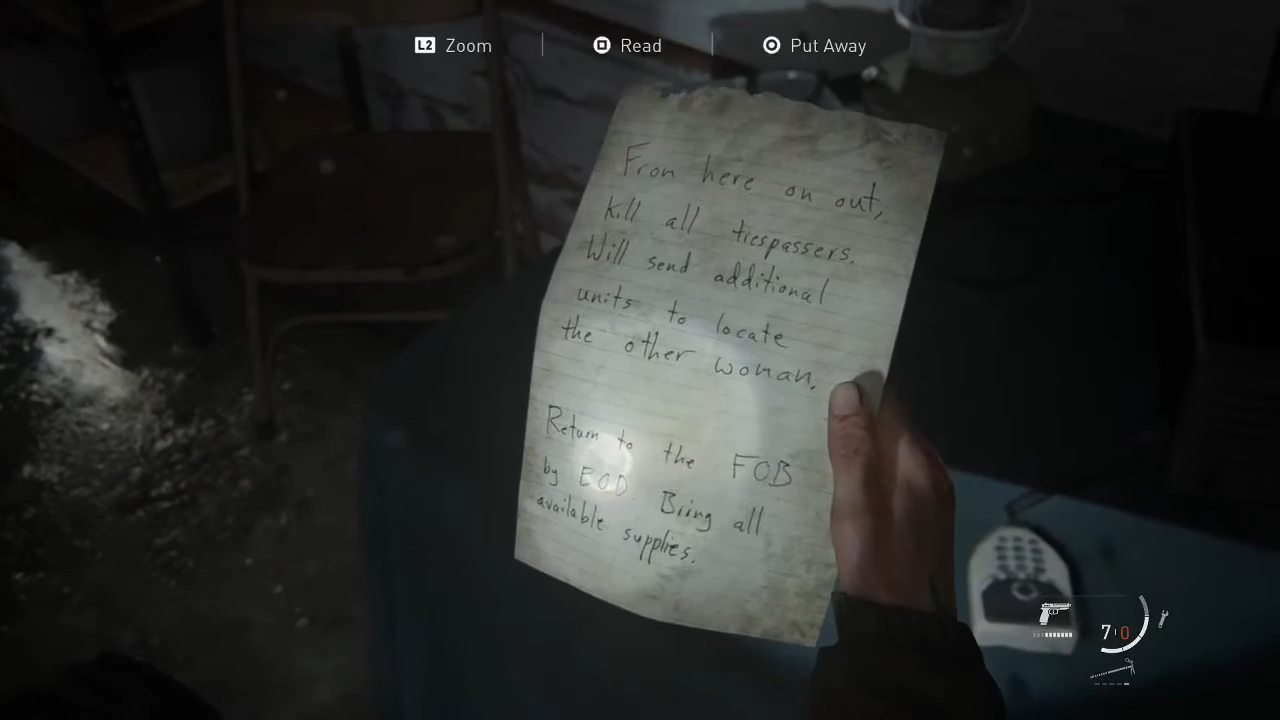 L2 Zoom | Read | Put Away
From here on out,
kill all trespassers.
Will send additional
units to locate
the other woman.
Return to the FOB
by EOD. Bring all
available supplies.
7 0